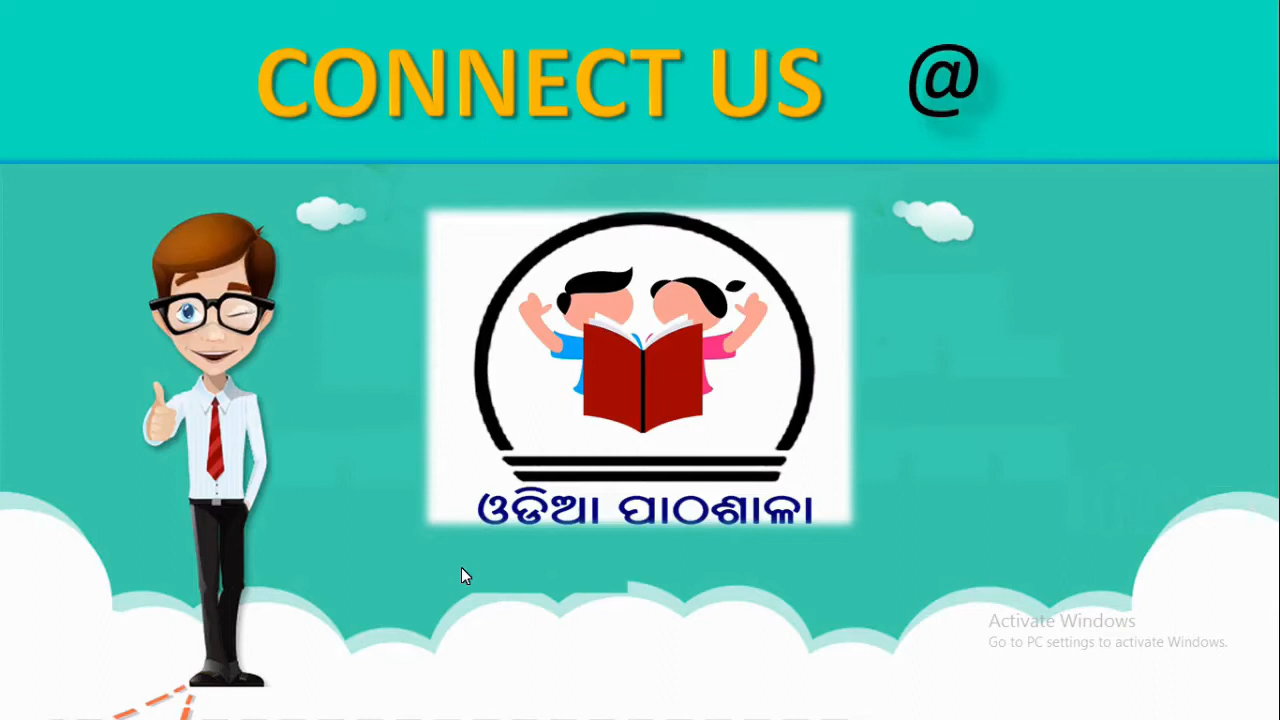 CONNECT US @
ଓଡିଆ ପାଠଶାଳା
Activate Windows
Go to PC settings to activate Windows.